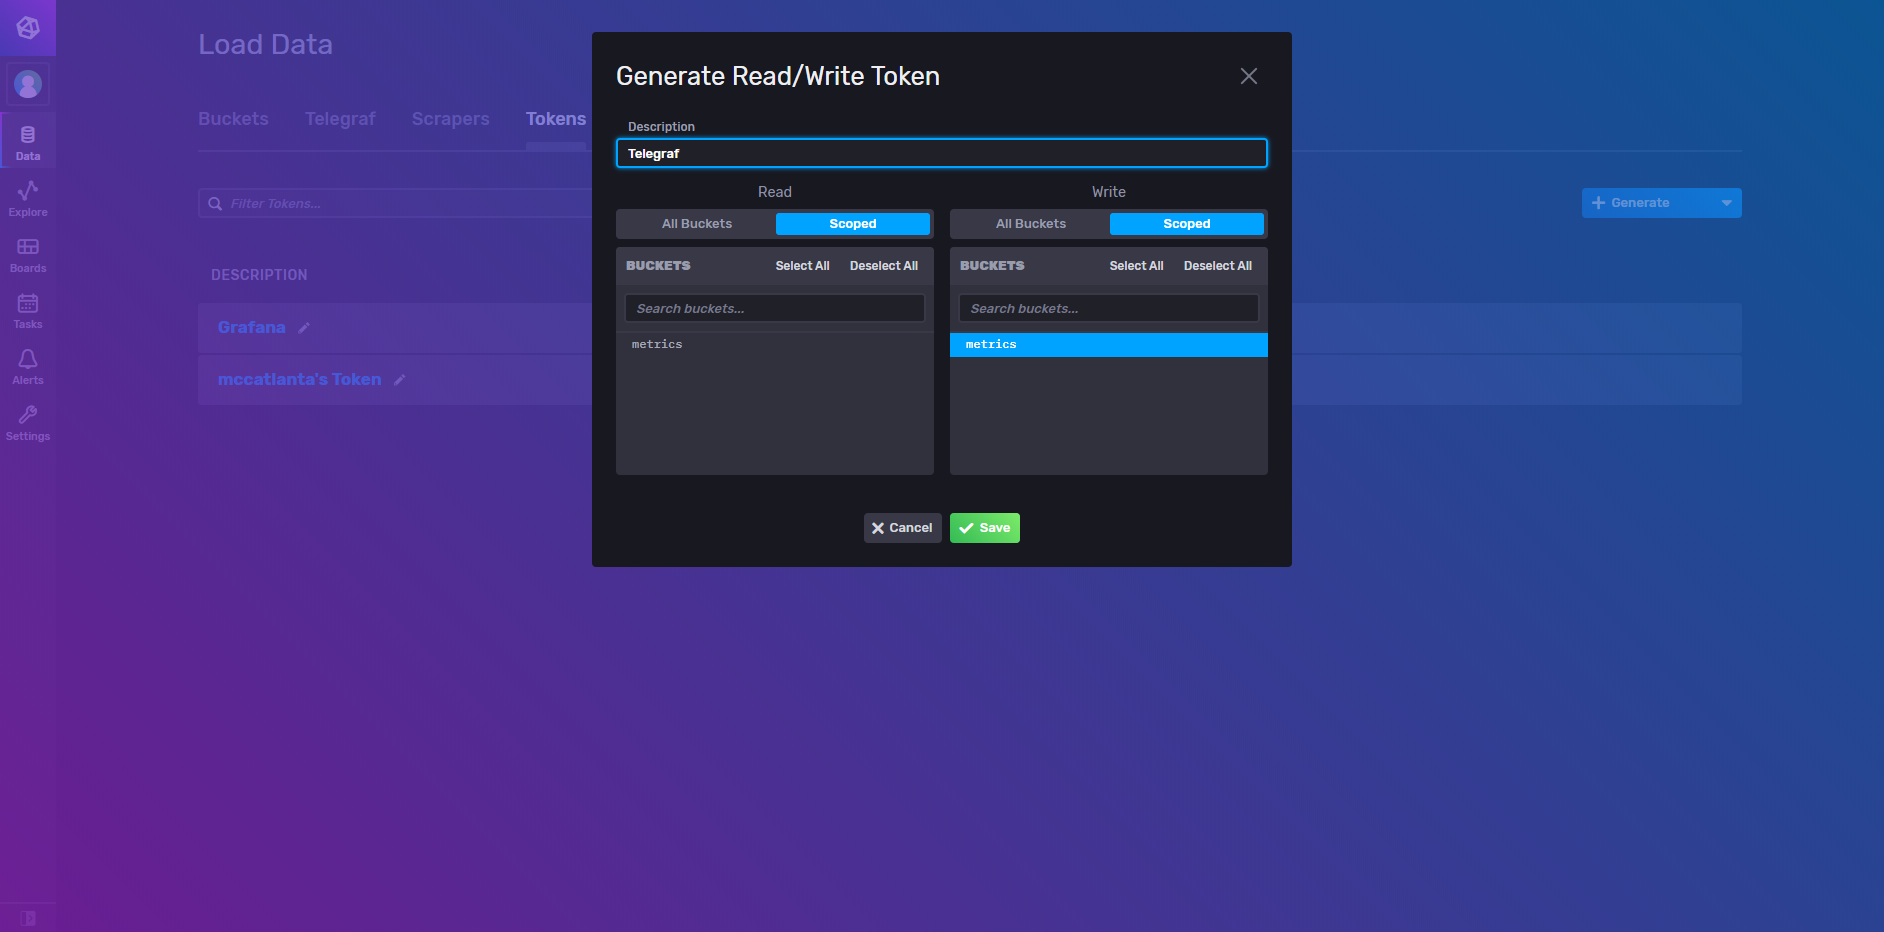 Load Data
Buckets Telegraf Scrapers Tokens
Filter Tokens...
Generate
DESCRIPTION
Grafana
mccatlanta's Token
Data
Explore
Boards
Tasks
Alerts
Settings
Generate Read/Write Token
Description
Telegraf
Read Write
All Buckets Scoped All Buckets Scoped
BUCKETS Select All Deselect All BUCKETS Select All Deselect All
Search buckets... Search buckets...
metrics metrics
Cancel Save